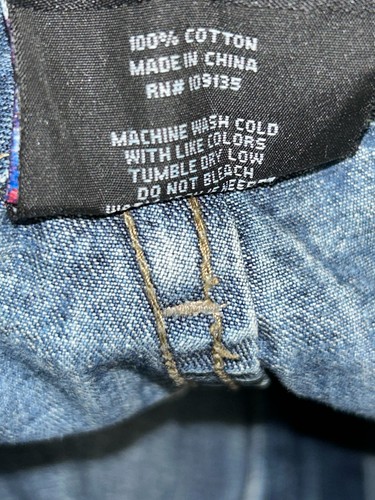 100% COTTON
MADE IN CHINA
RN# 109135
MACHINE WASH COLD
WITH LIKE COLORS
TUMBLE DRY LOW
DO NOT BLEACH